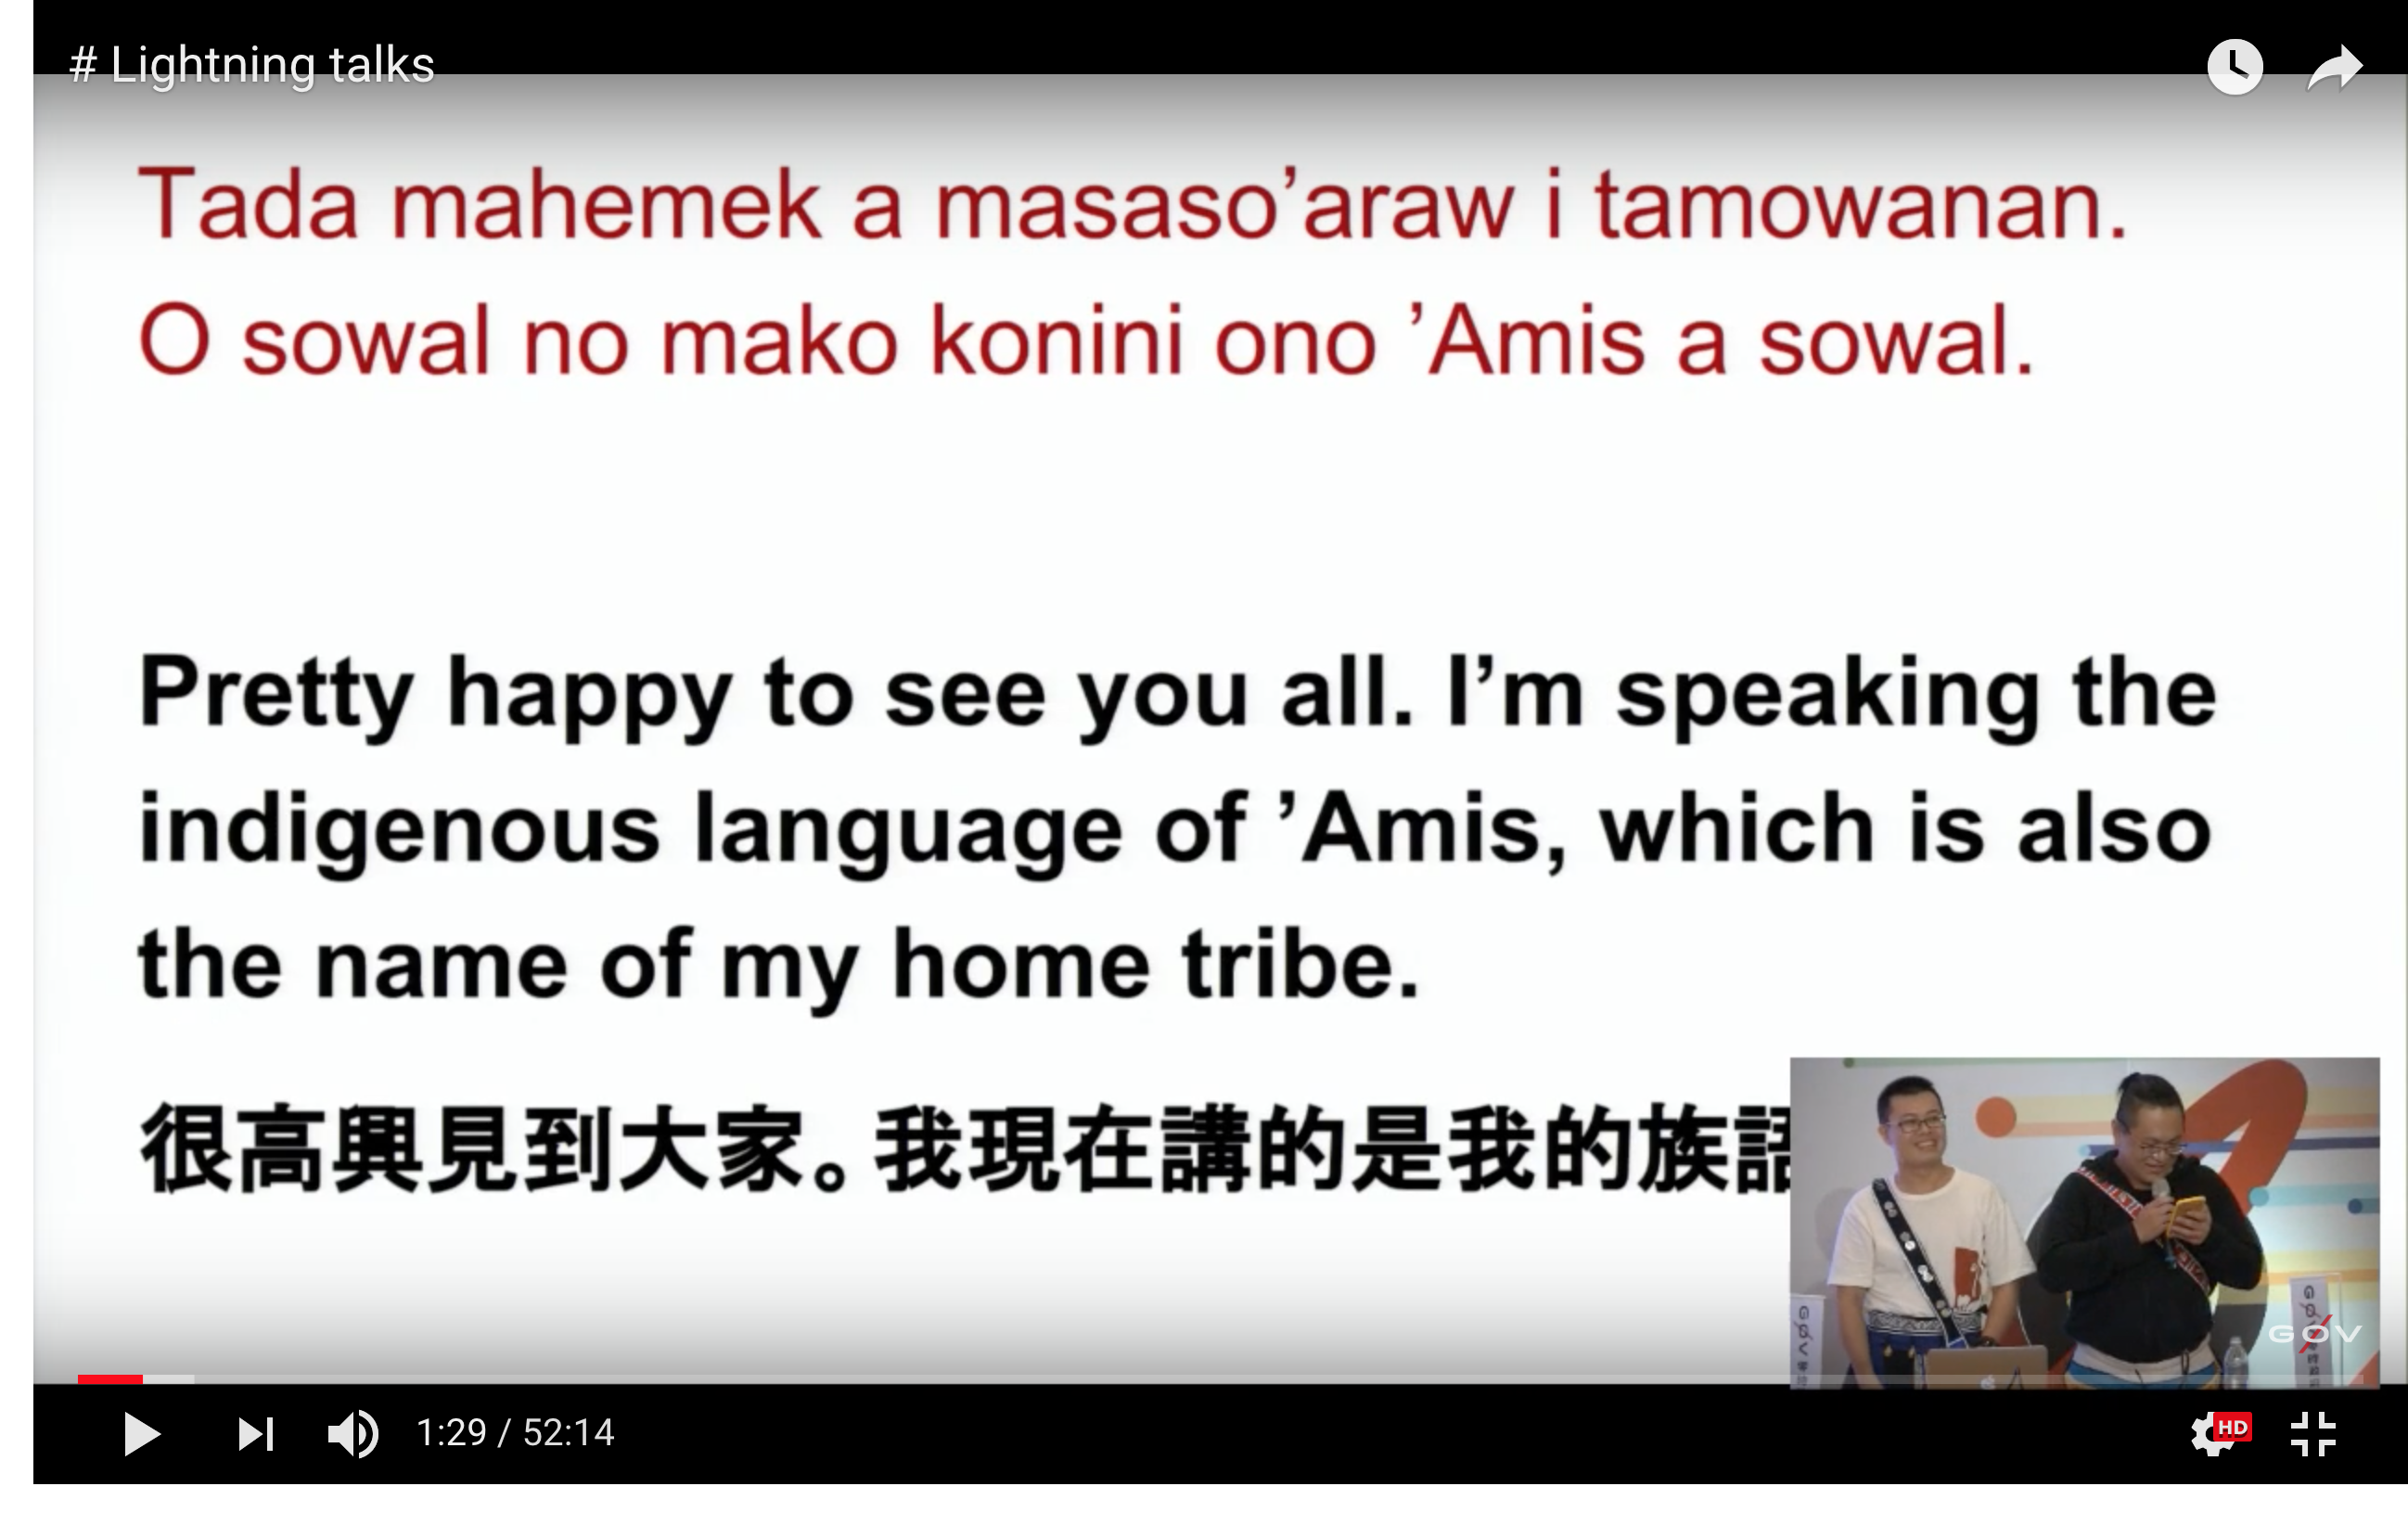 # Lightning talks
Tada mahemek a masaso’araw i tamowanan.
O sowal no mako konini ono ’Amis a sowal.
Pretty happy to see you all. I’m speaking the
indigenous language of ’Amis, which is also
the name of my home tribe.
很高興見到大家。我現在講的是我的族語
GOV
1:29 / 52:14
HD